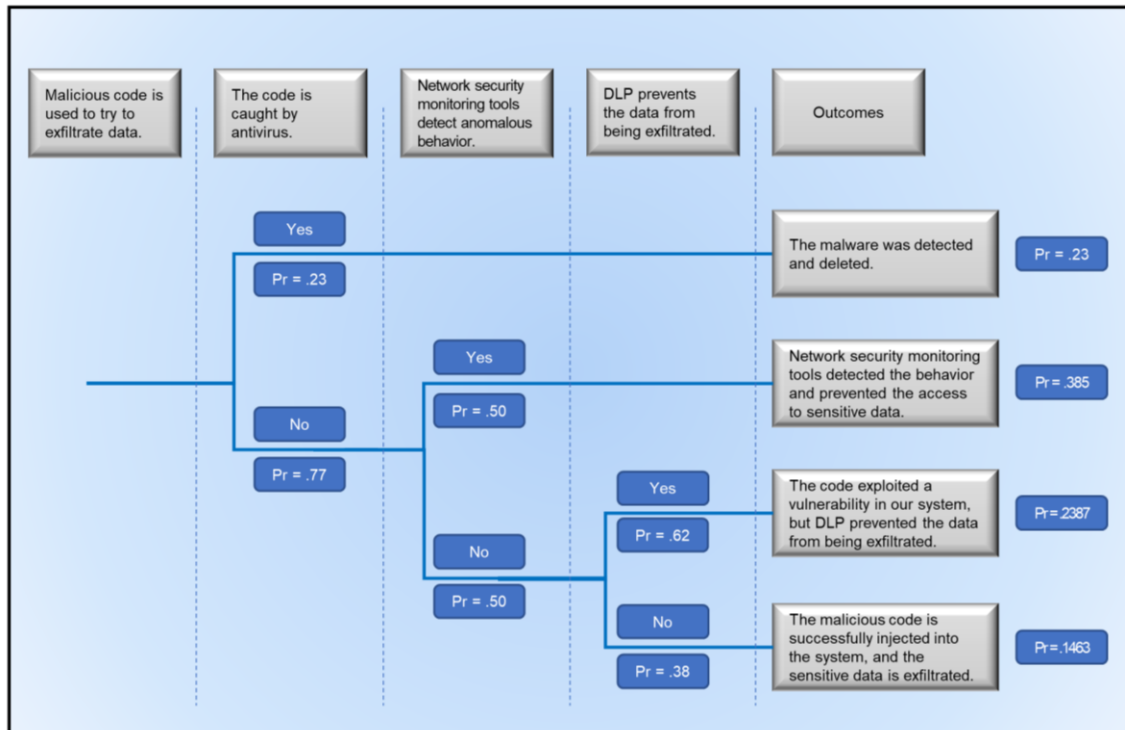 Malicious code is
used to try to
exfiltrate data.
The code is
caught by
antivirus.
Network security
monitoring tools
detect anomalous
behavior.
DLP prevents
the data from
being exfiltrated.
Outcomes
Yes
Pr = .23
The malware was detected
and deleted.
Pr = .23
Yes
Pr = .50
Network security monitoring
tools detected the behavior
and prevented the access
to sensitive data.
Pr = .385
No
Pr = .77
Yes
Pr = .62
The code exploited a
vulnerability in our system,
but DLP prevented the data
from being exfiltrated.
Pr = .2387
No
Pr = .50
No
Pr = .38
The malicious code is
successfully injected into
the system, and the
sensitive data is exfiltrated.
Pr = .1463